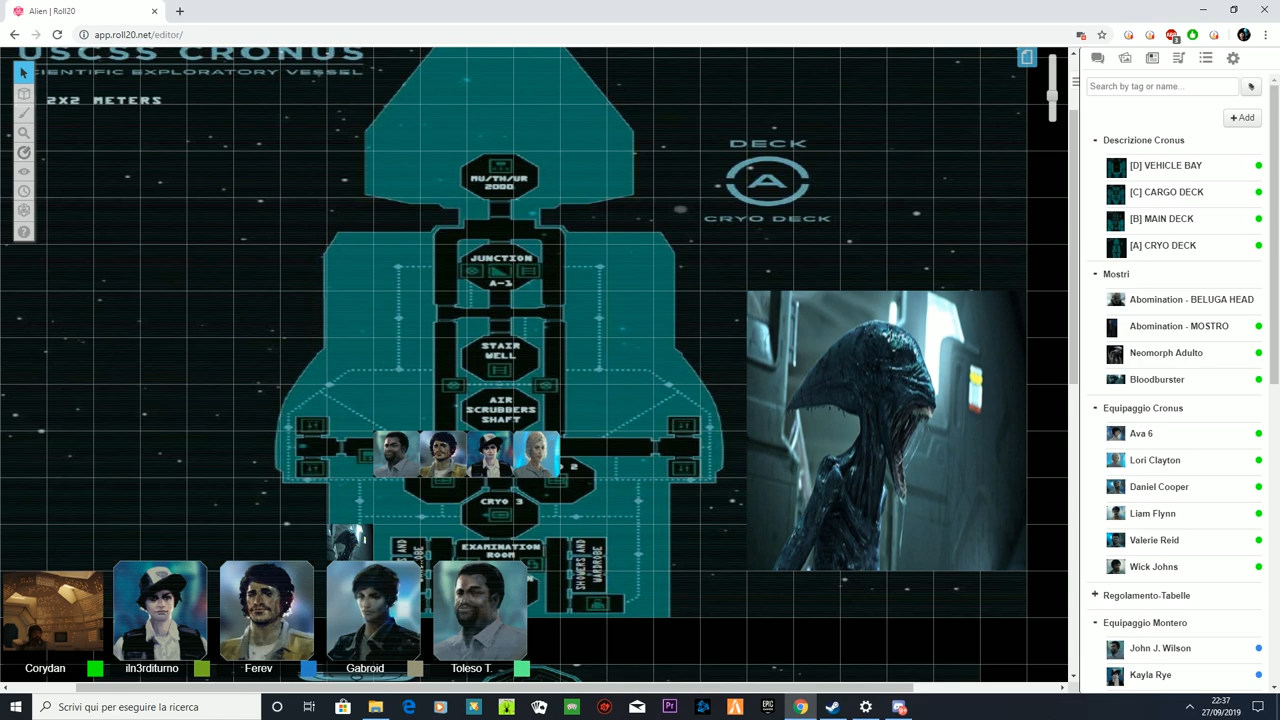 Alien | Roll20
app.roll20.net/editor/
USCSS CRONUS
SCIENTIFIC EXPLORATORY VESSEL
2X2 METERS
MU/TH/UR
2000
DECK
A
CRYO DECK
JUNCTION
A-1
STAIR
WELL
AIR
SCRUBBERS
SHAFT
2
CRYO 3
EXAMINATION
ROOM
SHOWERS AND
WARDROBE
Corydan
iln3rditurno
Ferev
Gabroid
Toleso T.
Search by tag or name...
+ Add
Descrizione Cronus
[D] VEHICLE BAY
[C] CARGO DECK
[B] MAIN DECK
[A] CRYO DECK
Mostri
Abomination - BELUGA HEAD
Abomination - MOSTRO
Neomorph Adulto
Bloodburster
Equipaggio Cronus
Ava 6
Lori Clayton
Daniel Cooper
Liam Flynn
Valerie Reid
Wick Johns
Regolamento-Tabelle
Equipaggio Montero
John J. Wilson
Kayla Rye
Scrivi qui per eseguire la ricerca
22:37
27/09/2019